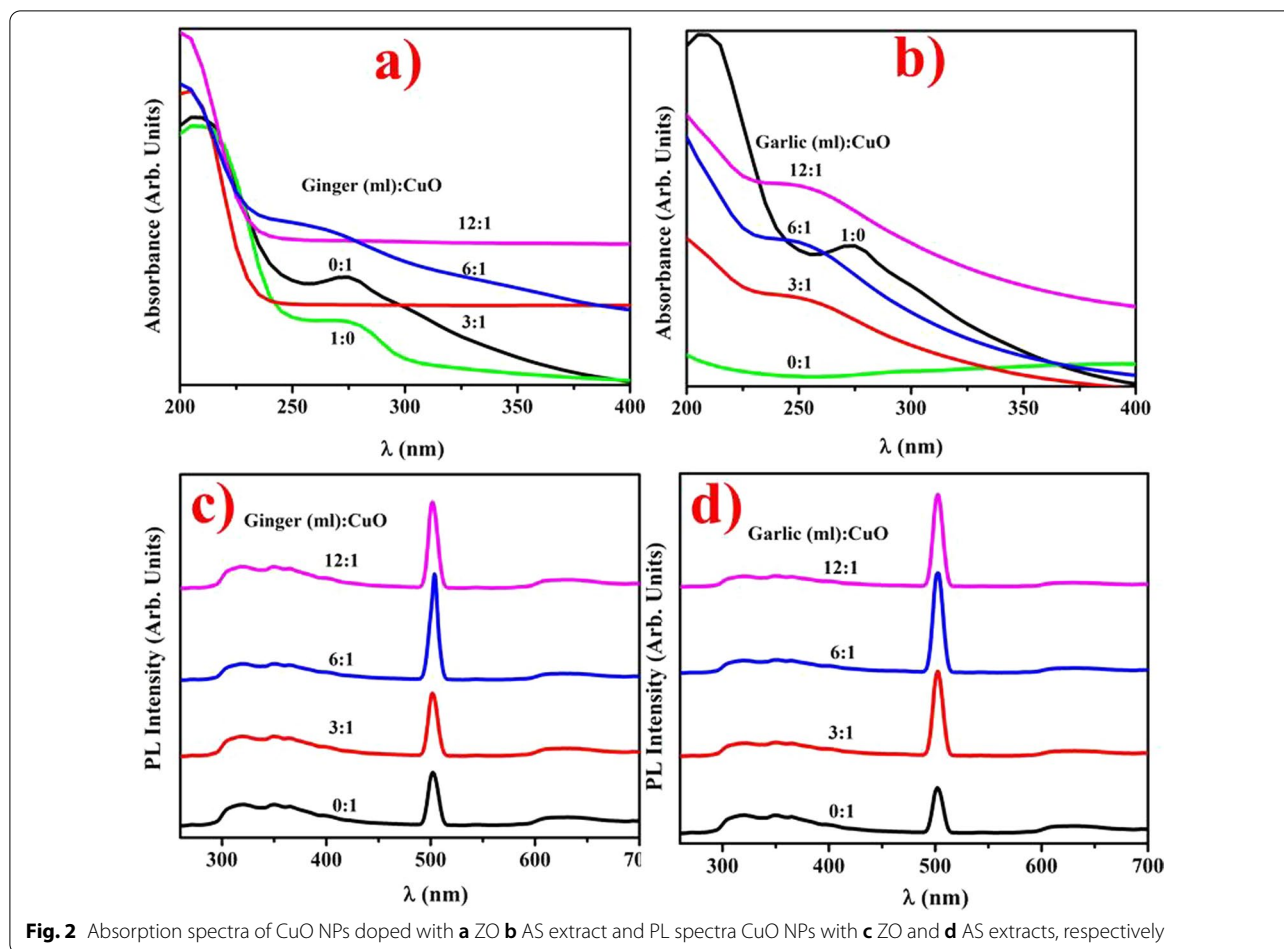 a)
Absorbance (Arb. Units)
Ginger (ml):CuO
12:1
0:1
6:1
3:1
1:0
200 250 300 350 400
λ (nm)
b)
Absorbance (Arb. Units)
Garlic (ml):CuO
12:1
6:1
1:0
3:1
0:1
200 250 300 350 400
λ (nm)
c)
PL Intensity (Arb. Units)
Ginger (ml):CuO
12:1
6:1
3:1
0:1
300 400 500 600 70
λ (nm)
d)
PL Intensity (Arb. Units)
Garlic (ml):CuO
12:1
6:1
3:1
0:1
300 400 500 600 700
λ (nm)
Fig. 2 Absorption spectra of CuO NPs doped with a ZO b AS extract and PL spectra CuO NPs with c ZO and d AS extracts, respectively